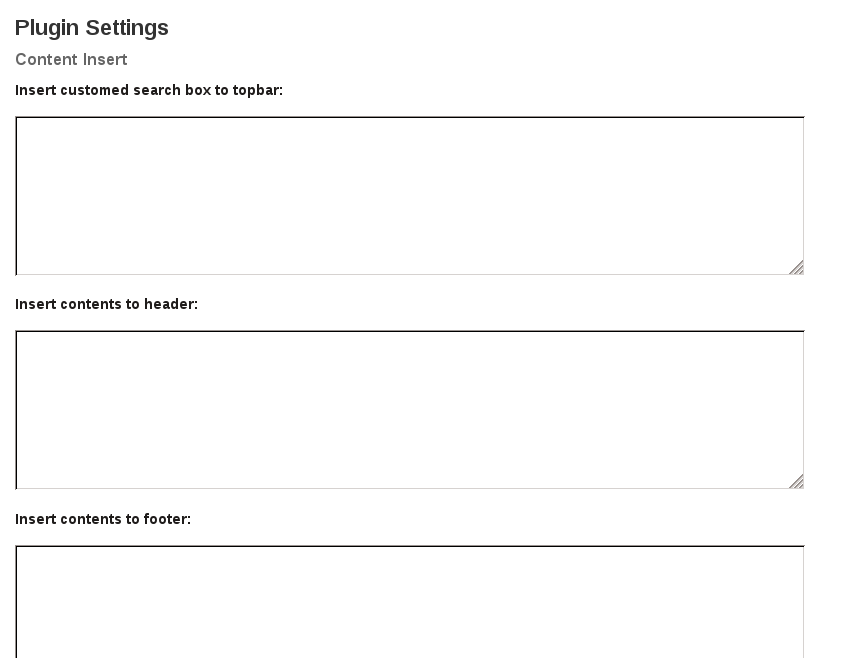 Plugin Settings
Content Insert
Insert customed search box to topbar:
Insert contents to header:
Insert contents to footer: